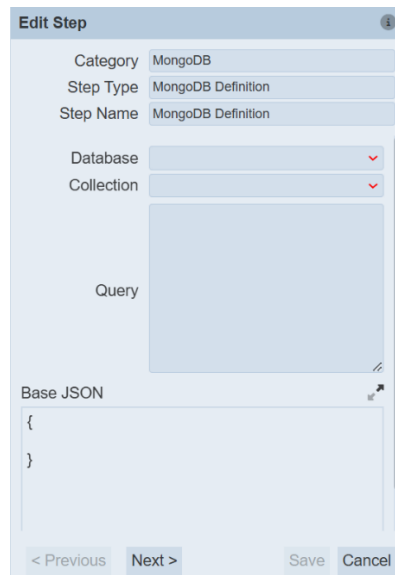 Edit Step
Category MongoDB
Step Type MongoDB Definition
Step Name MongoDB Definition
Database
Collection
Query
Base JSON
{
}
< Previous Next > Save Cancel